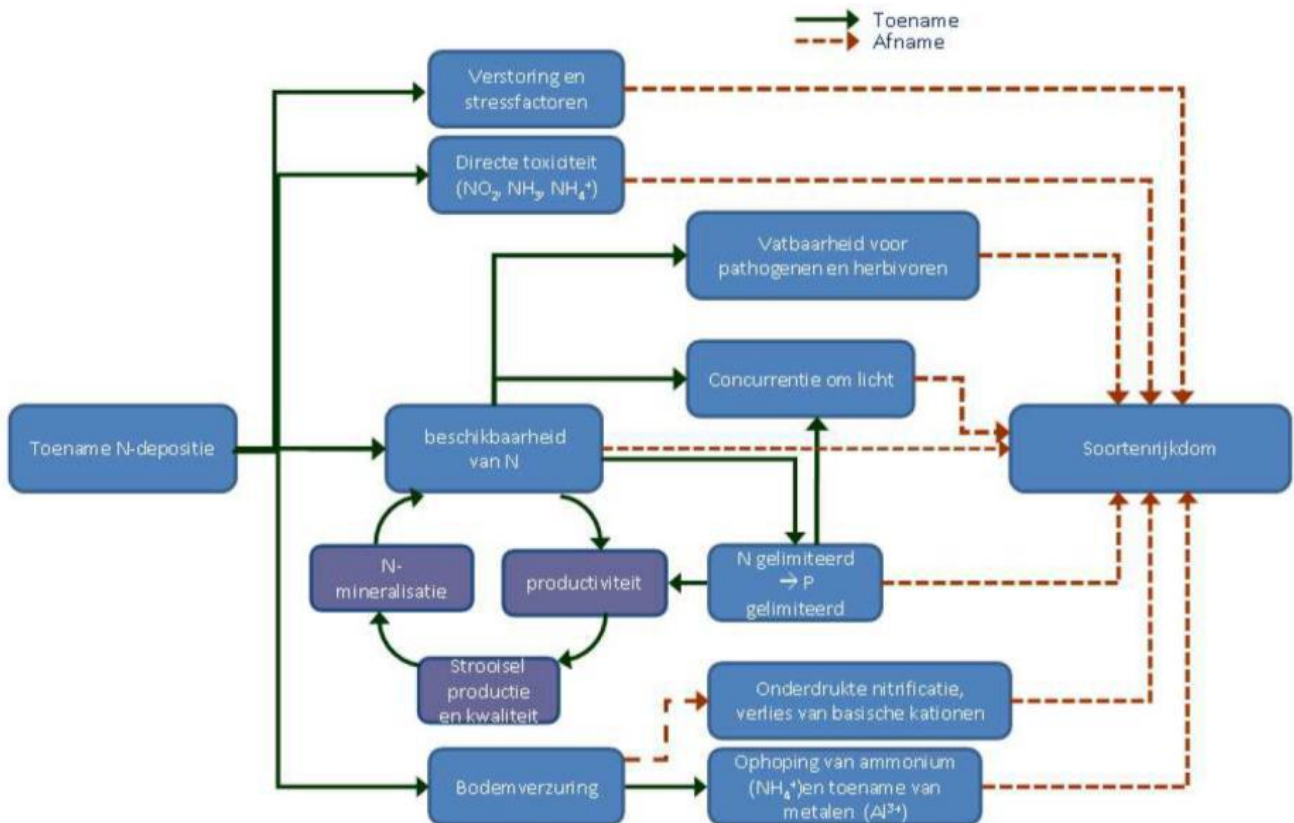 Toename
Afname
Verstoring en
stressfactoren
Directe toxiditeit
(NO₂, NH₃, NH₄⁺)
Vatbaarheid voor
pathogenen en herbivoren
Concurrentie om licht
Toename N-depositie
beschikbaarheid
van N
Soortenrijkdom
N-
mineralisatie
productiviteit
N gelimiteerd
→ P
gelimiteerd
Strooisel
productie
en kwaliteit
Onderdrukte nitrificatie,
verlies van basische kationen
Bodemverzuring
Ophoping van ammonium
(NH₄⁺)en toename van
metalen (Al³⁺)